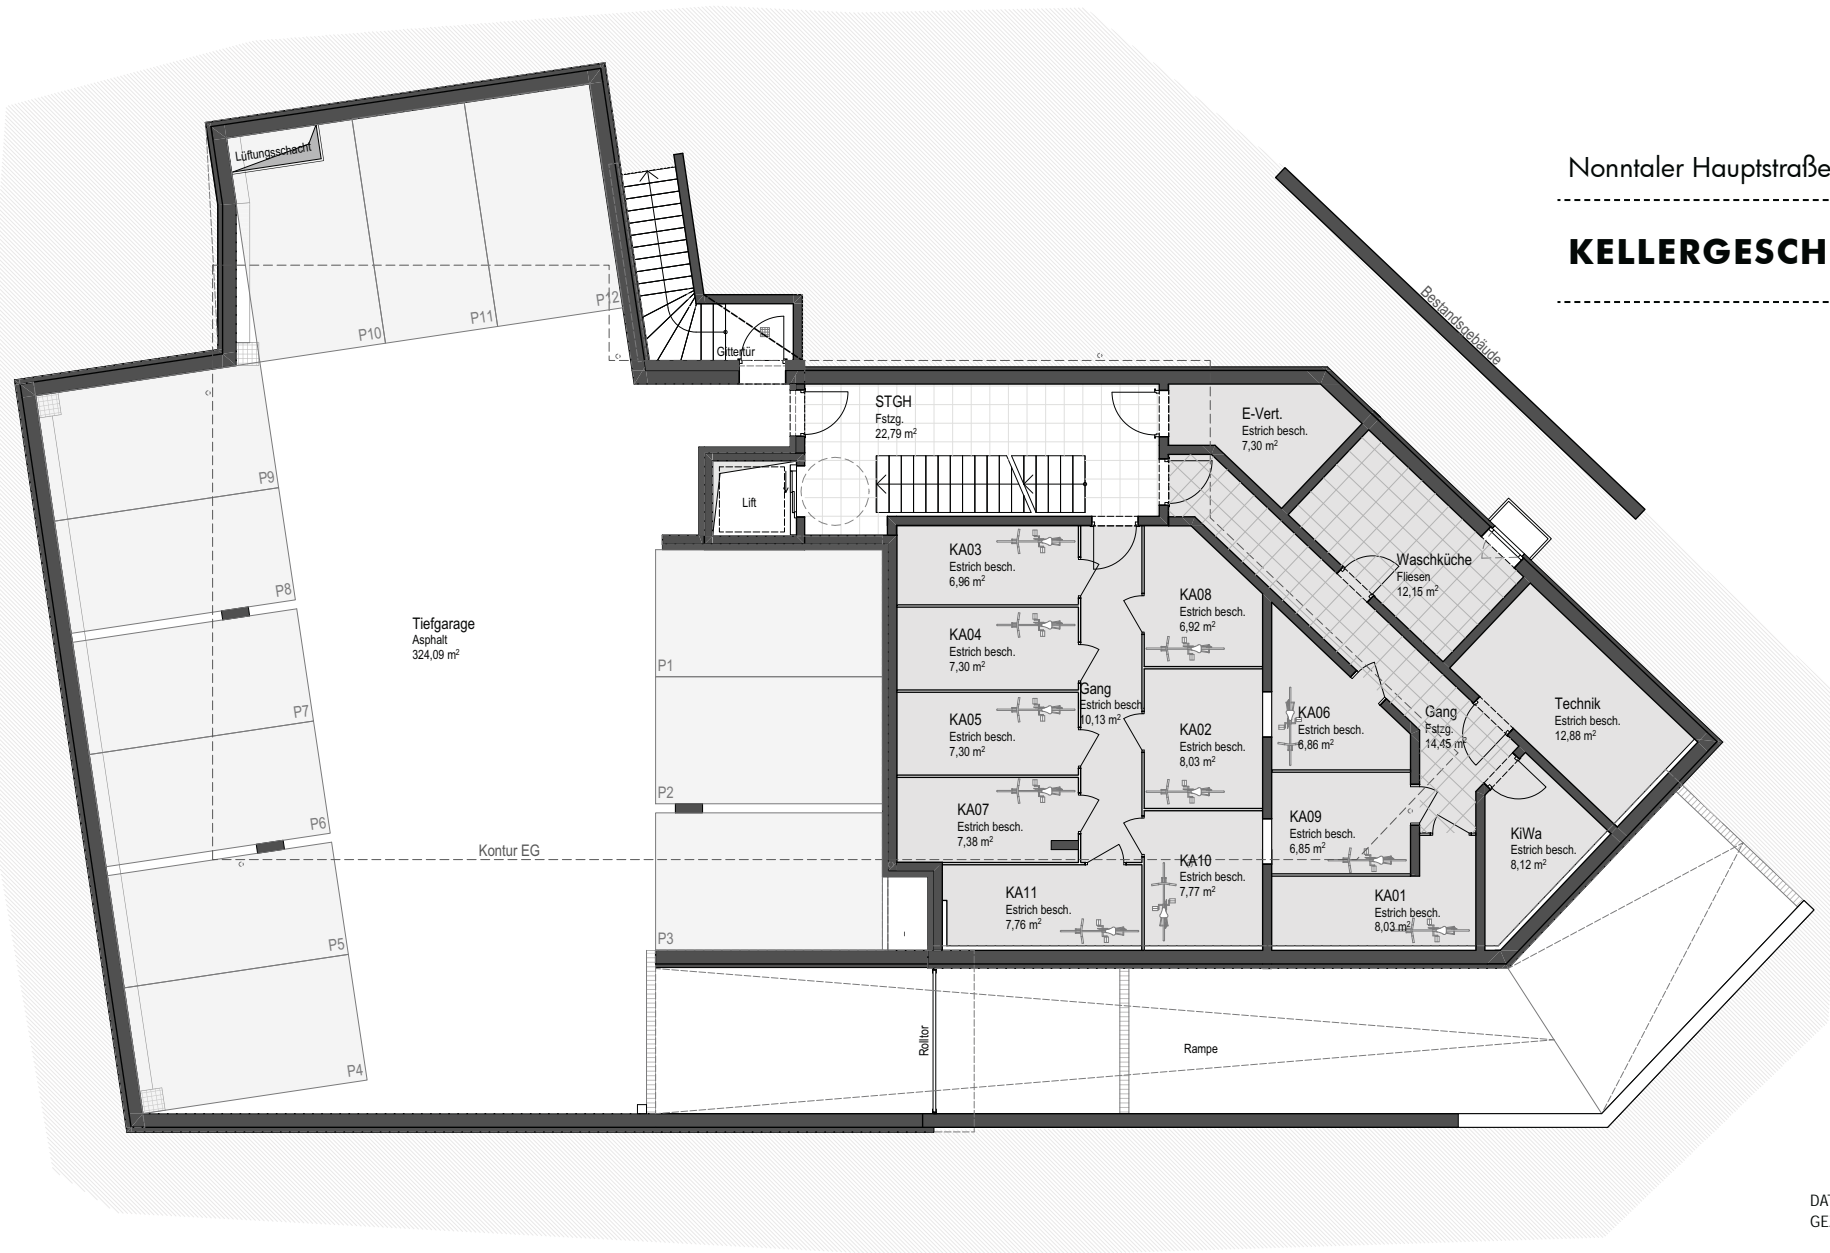 Nonntaler Hauptstraße
KELLERGESCH
Bestandsgebäude
Lüftungsschacht
P10
P11
P12
Gittertür
STGH
Fstzg.
22,79 m²
E-Vert.
Estrich besch.
7,30 m²
Lift
Waschküche
Fliesen
12,15 m²
P9
P8
P7
P6
P5
P4
Tiefgarage
Asphalt
324,09 m²
P1
P2
P3
Kontur EG
KA03
Estrich besch.
6,96 m²
KA04
Estrich besch.
7,30 m²
KA05
Estrich besch.
7,30 m²
KA07
Estrich besch.
7,38 m²
KA11
Estrich besch.
7,76 m²
Gang
Estrich besch.
10,13 m²
KA08
Estrich besch.
6,92 m²
KA02
Estrich besch.
8,03 m²
KA10
Estrich besch.
7,77 m²
KA06
Estrich besch.
6,86 m²
KA09
Estrich besch.
6,85 m²
KA01
Estrich besch.
8,03 m²
Gang
Fstzg.
14,45 m²
Technik
Estrich besch.
12,88 m²
KiWa
Estrich besch.
8,12 m²
Rolltor
Rampe
DAT
GE